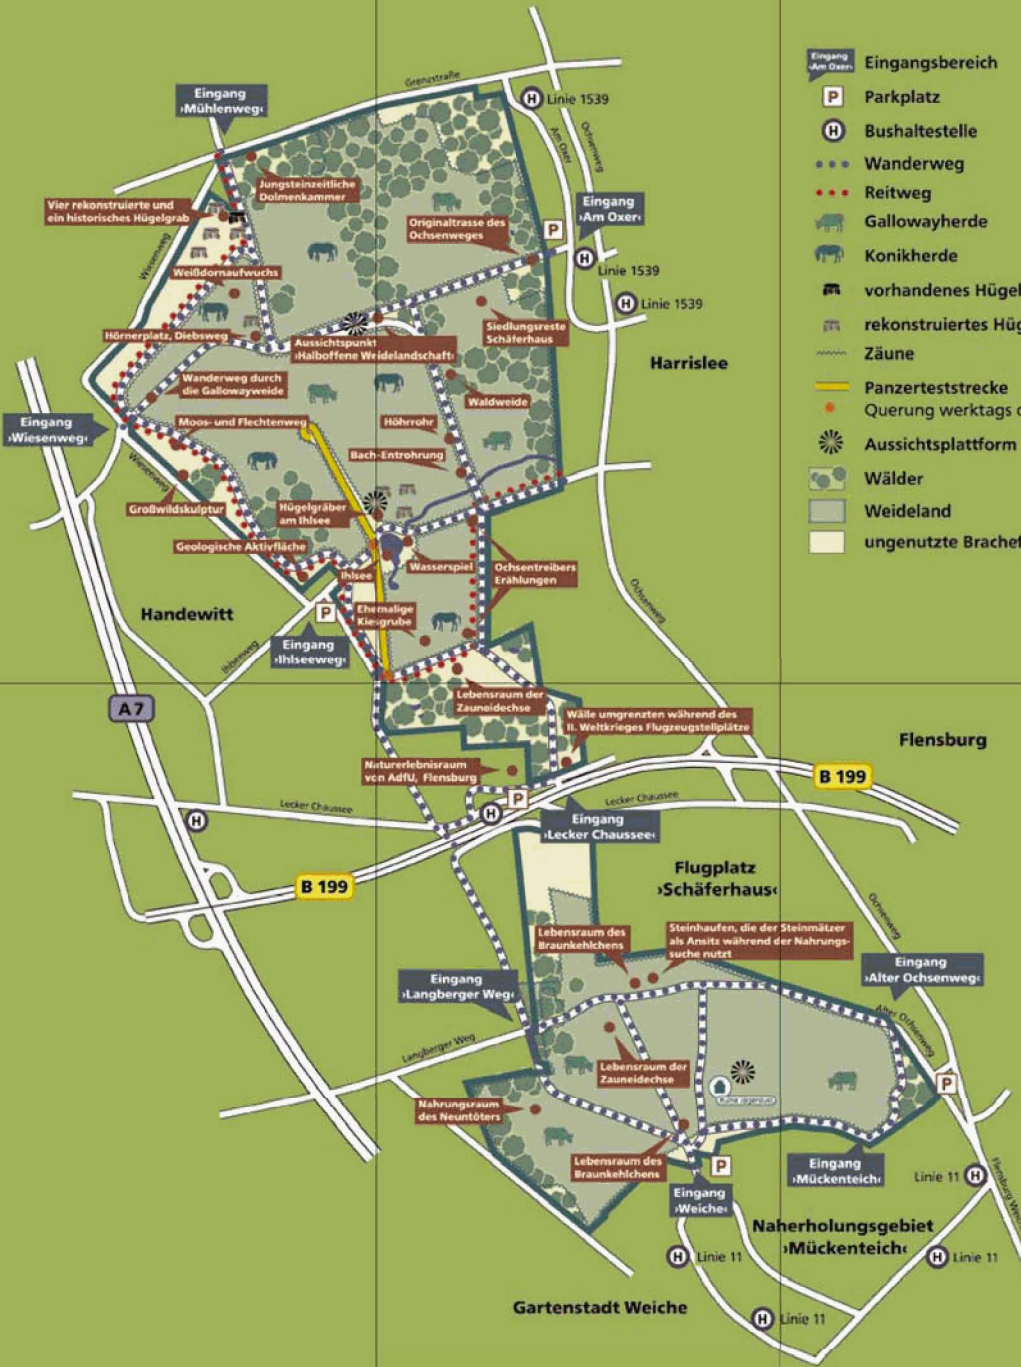 Eingang
›Mühlenweg‹
Grenzstraße
Linie 1539
Am Oxer
Ochsenweg
Eingang
›Am Oxer‹
Linie 1539
Linie 1539
Eingang
›Am Oxer‹
Eingangsbereich
P
Parkplatz
H
Bushaltestelle
Wanderweg
Reitweg
Gallowayherde
Konikherde
vorhandenes Hügel
rekonstruiertes Hüg
Zäune
Panzerteststrecke
Querung werktags
Aussichtsplattform
Wälder
Weideland
ungenutzte Brachef
Jungsteinzeitliche
Dolmenkammer
Vier rekonstruierte und
ein historisches Hügelgrab
Originaltrasse des
Ochsenweges
Wiesenweg
Weißdornaufwuchs
Hörnerplatz, Diebsweg
Aussichtspunkt
›Halboffene Weidelandschaft‹
Siedlungsreste
Schäferhaus
Harrislee
Wanderweg durch
die Gallowayweide
Waldweide
Moos- und Flechtenweg
Höhrrohr
Eingang
›Wiesenweg‹
Bach-Entrohrung
Wiesenweg
Großwildskulptur
Hügelgräber
am Ihlsee
Geologische Aktivfläche
Ihlsee
Wasserspiel
Ochsentreibers
Erählungen
Handewitt
P
Ehemalige
Kiesgrube
Eingang
›Ihlseeweg‹
Ihlseeweg
Ochsenweg
A 7
Lebensraum der
Zauneidechse
Wälle umgrenzten während des
II. Weltkrieges Flugzeugstellplätze
Flensburg
Naturerlebnisraum
von AdfU, Flensburg
B 199
Lecker Chaussee
Lecker Chaussee
Eingang
›Lecker Chaussee‹
B 199
Flugplatz
›Schäferhaus‹
Ochsenweg
Lebensraum des
Braunkehlchens
Steinhaufen, die der Steinmätzer
als Ansitz während der Nahrungs-
suche nutzt
Eingang
›Alter Ochsenweg‹
Eingang
›Langberger Weg‹
Alter Ochsenweg
Langberger Weg
Lebensraum der
Zauneidechse
P
Nahrungsraum
des Neuntöters
Lebensraum des
Braunkehlchens
P
Eingang
›Mückenteich‹
Linie 11
Eingang
›Weiche‹
Flensburg Weiche
Naherholungsgebiet
›Mückenteich‹
Linie 11
Linie 11
Gartenstadt Weiche
Linie 11